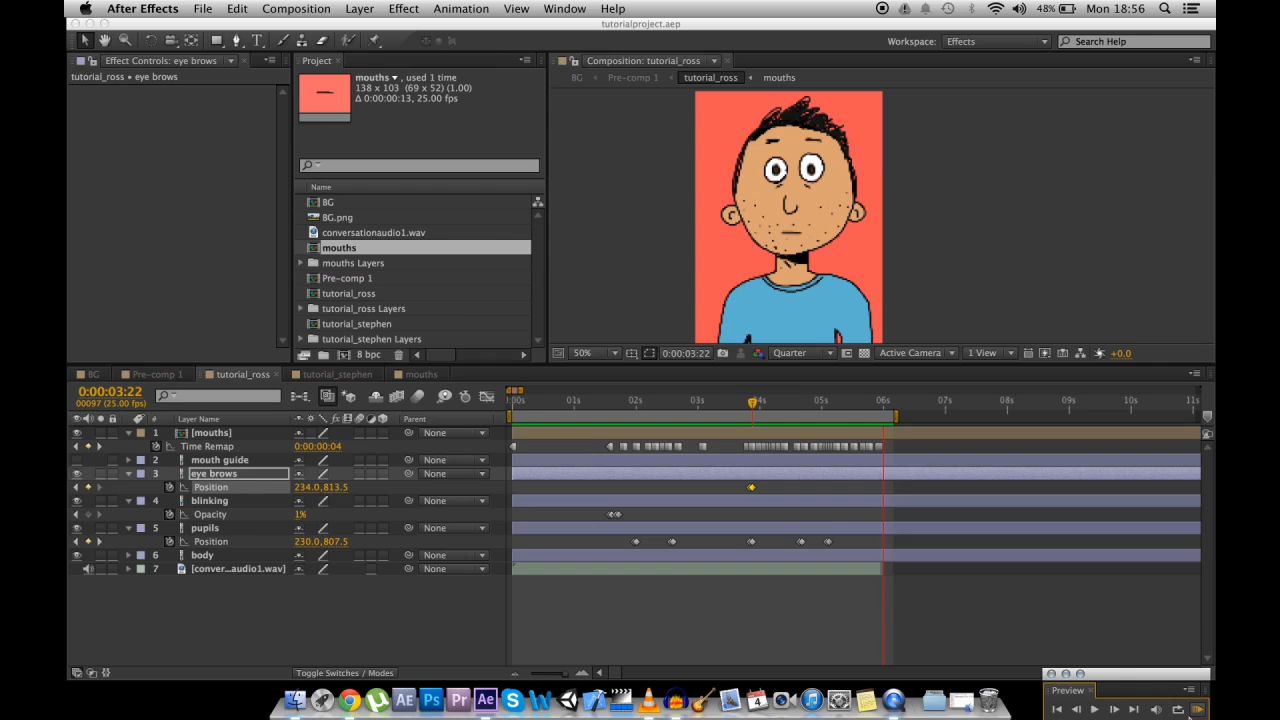 After Effects File Edit Composition Layer Effect Animation View Window Help 48% Mon 18:56
tutorialproject.aep
Workspace: Effects Search Help
Effect Controls: eye brows
Project
Composition: tutorial_ross
tutorial_ross • eye brows
mouths , used 1 time
138 x 103 (69 x 52) (1.00)
Δ 0:00:00:13, 25.00 fps
BG Pre-comp 1 tutorial_ross mouths
Name
BG
BG.png
conversationaudio1.wav
mouths
mouths Layers
Pre-comp 1
tutorial_ross
tutorial_ross Layers
tutorial_stephen
tutorial_stephen Layers
8 bpc
50% 0:00:03:22 Quarter Active Camera 1 View +0.0
BG Pre-comp 1 tutorial_ross tutorial_stephen mouths
0:00:03:22
00097 (25.00 fps)
:00s 01s 02s 03s 04s 05s 06s 07s 08s 09s 10s 11s
# Layer Name fx Parent
1 [mouths] None
Time Remap 0:00:00:04
2 mouth guide None
3 eye brows None
Position 234.0,813.5
4 blinking None
Opacity 1%
5 pupils None
Position 230.0,807.5
6 body None
7 [conver...audio1.wav] None
Toggle Switches / Modes
Preview
AE Ps Pr Ae S W 4